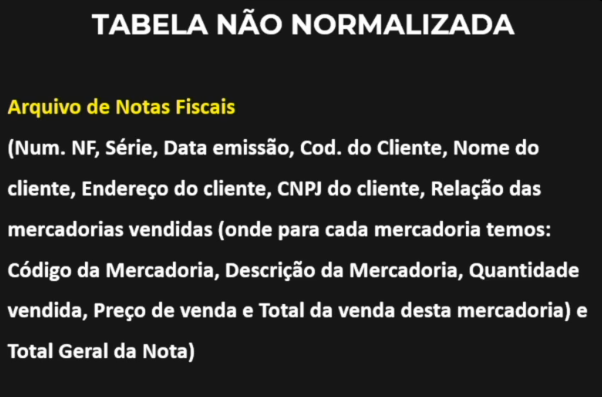 TABELA NÃO NORMALIZADA
Arquivo de Notas Fiscais
(Num. NF, Série, Data emissão, Cod. do Cliente, Nome do
cliente, Endereço do cliente, CNPJ do cliente, Relação das
mercadorias vendidas (onde para cada mercadoria temos:
Código da Mercadoria, Descrição da Mercadoria, Quantidade
vendida, Preço de venda e Total da venda desta mercadoria) e
Total Geral da Nota)